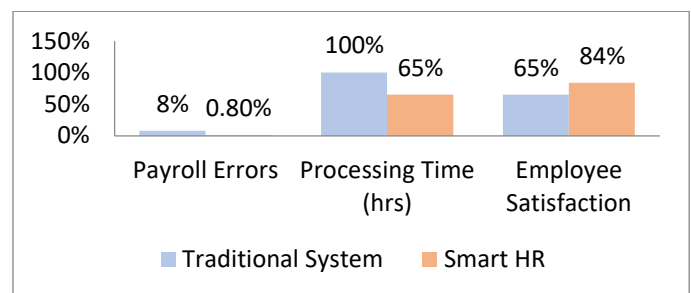 150%
100%
50%
0%
8%
0.80%
100%
65%
65%
84%
Payroll Errors
Processing Time
(hrs)
Employee
Satisfaction
Traditional System
Smart HR